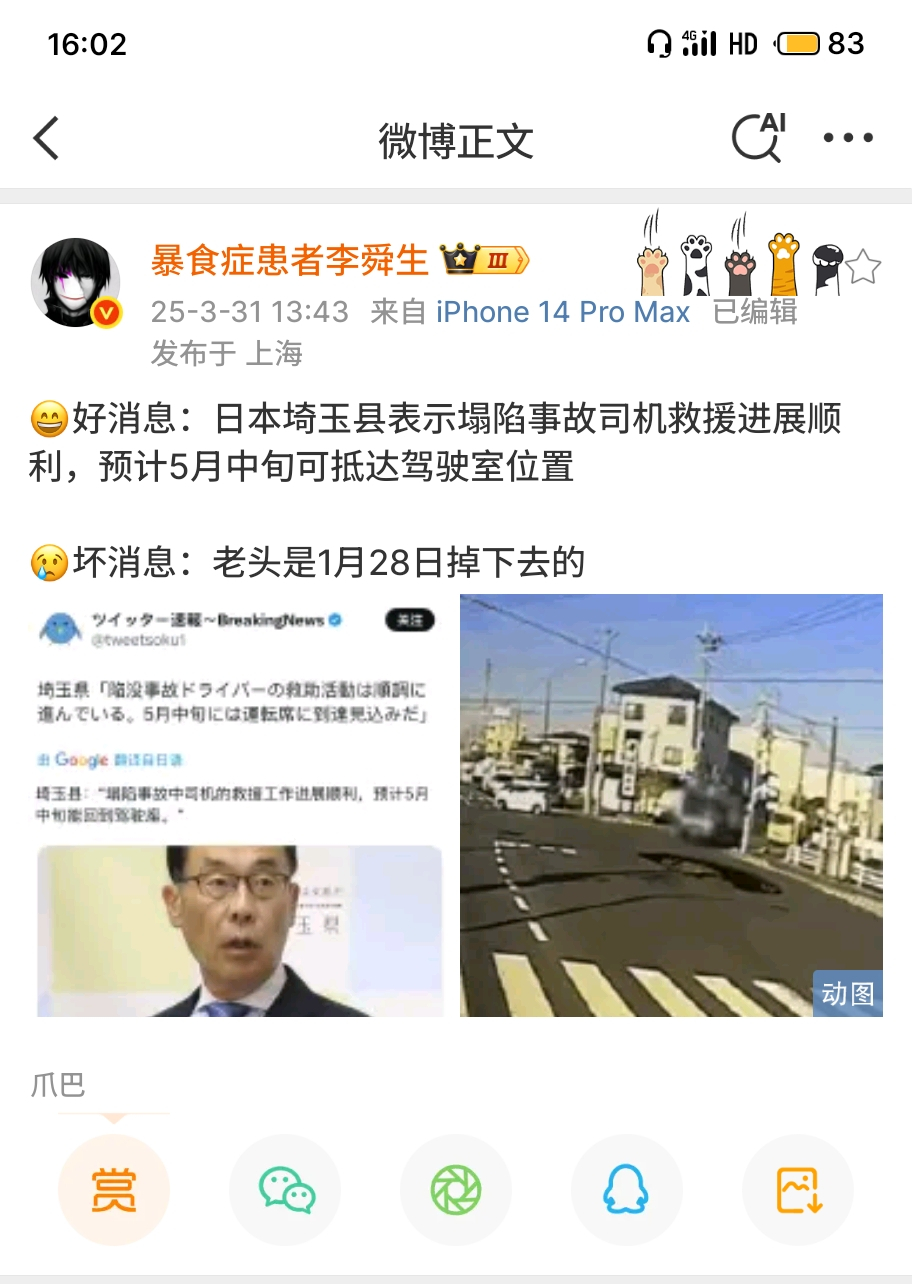 16:02
4G HD 83
微博正文
AI
暴食症患者李舜生
III
25-3-31 13:43 来自 iPhone 14 Pro Max 已编辑
发布于 上海
😄好消息：日本埼玉县表示塌陷事故司机救援进展顺
利，预计5月中旬可抵达驾驶室位置
😢坏消息：老头是1月28日掉下去的
ツイッター速報～BreakingNews
关注
@tweetsoku1
埼玉県「陥没事故ドライバーの救助活動は順調に
進んでいる。5月中旬には運転席に到達見込みだ」
由 Google 翻译自日语
埼玉县：“塌陷事故中司机的救援工作进展顺利，预计5月
中旬能回到驾驶座。”
玉県
动图
爪巴
赏